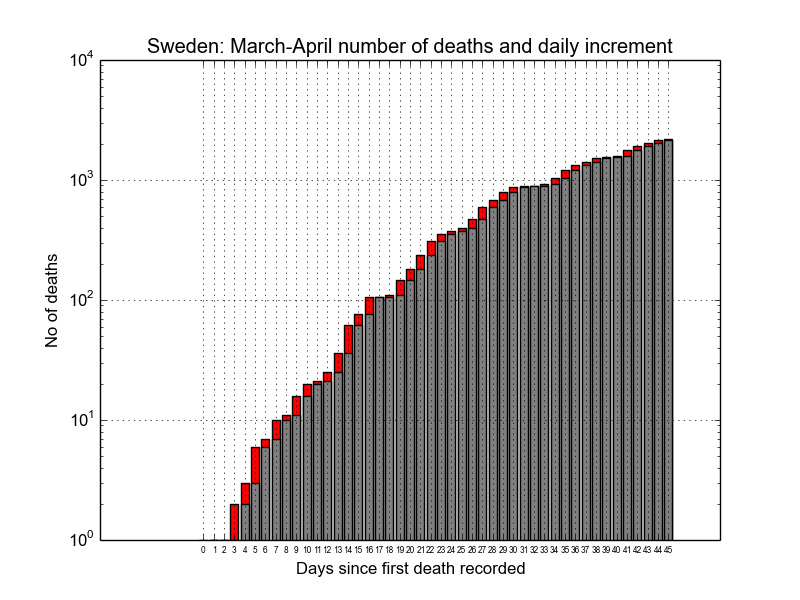 Sweden: March-April number of deaths and daily increment
10^4
10^3
10^2
10^1
10^0
No of deaths
0 1 2 3 4 5 6 7 8 9 10 11 12 13 14 15 16 17 18 19 20 21 22 23 24 25 26 27 28 29 30 31 32 33 34 35 36 37 38 39 40 41 42 43 44 45
Days since first death recorded